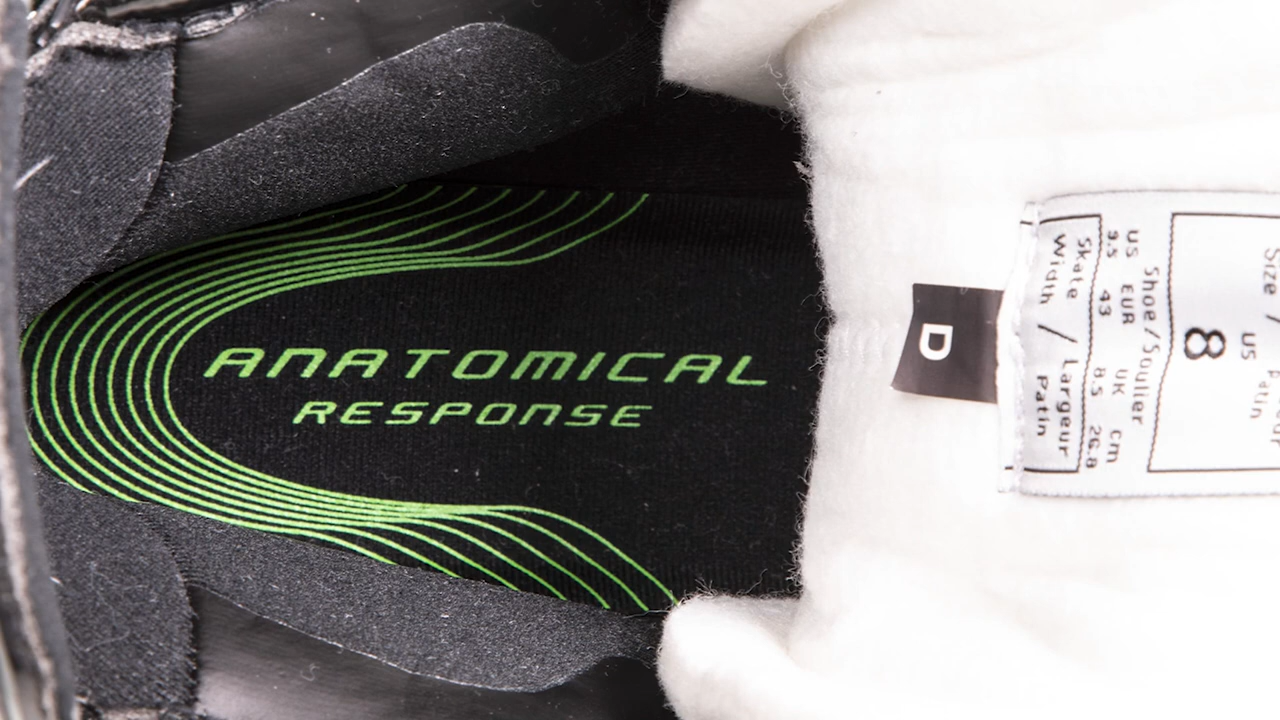 ANATOMICAL
RESPONSE
D
Size /
US
8
Shoe/Soulier
US EUR UK cm
9.5 43 8.5 26.8
Skate / Largeur
Width Patin